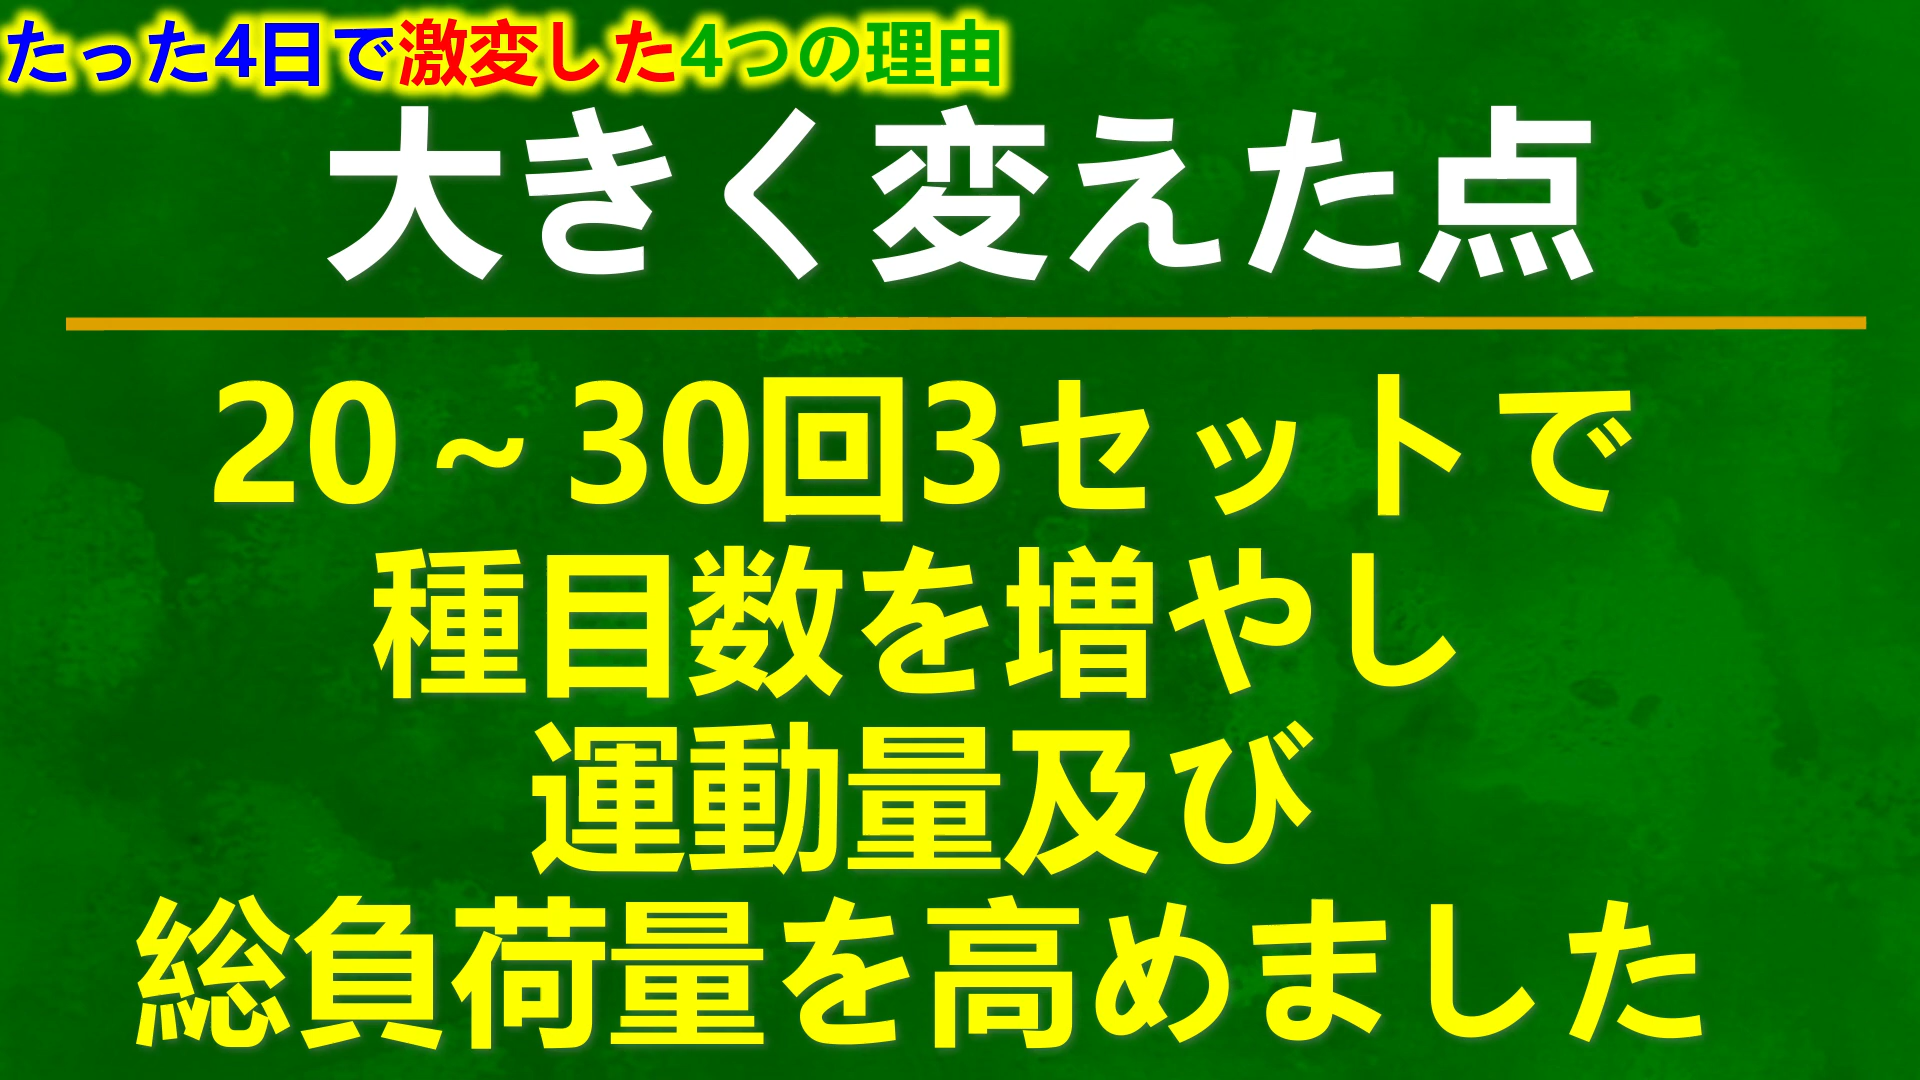 たった4日で激変した4つの理由
大きく変えた点
20～30回3セットで
種目数を増やし
運動量及び
総負荷量を高めました